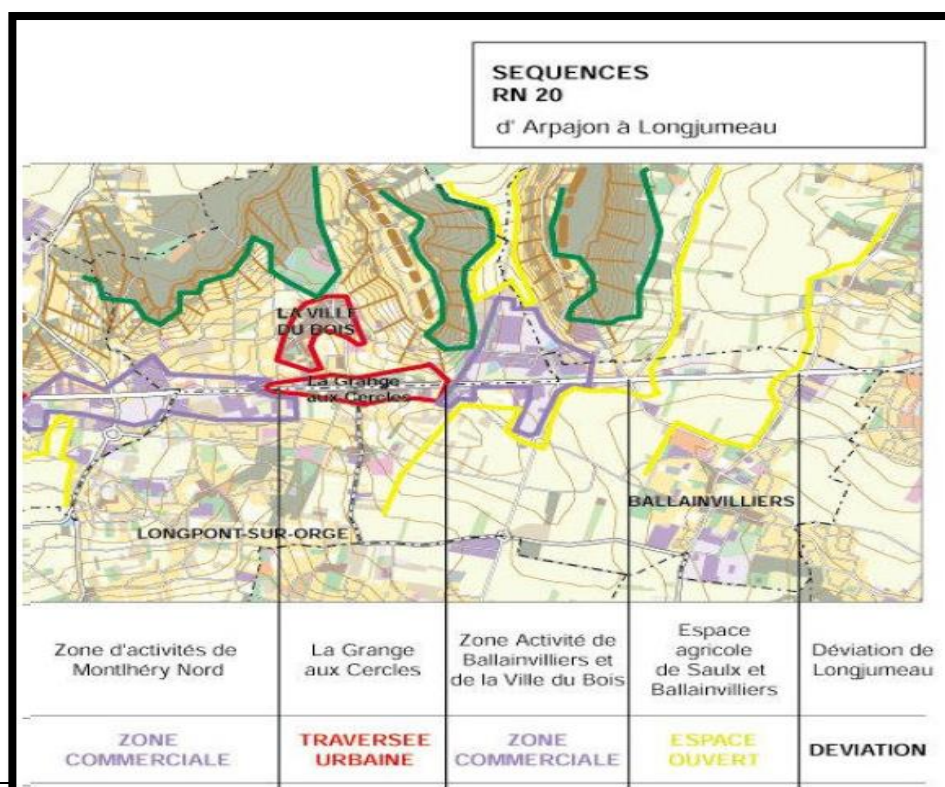 SEQUENCES
RN 20
d' Arpajon à Longjumeau
LA VILLE
DU BOIS
La Grange
aux Cercles
BALLAINVILLIERS
LONGPONT-SUR-ORGE
Zone d'activités de
Montlhéry Nord
La Grange
aux Cercles
Zone Activité de
Ballainvilliers et
de la Ville du Bois
Espace
agricole
de Saulx et
Ballainvilliers
Déviation de
Longjumeau
ZONE
COMMERCIALE
TRAVERSEE
URBAINE
ZONE
COMMERCIALE
ESPACE
OUVERT
DEVIATION